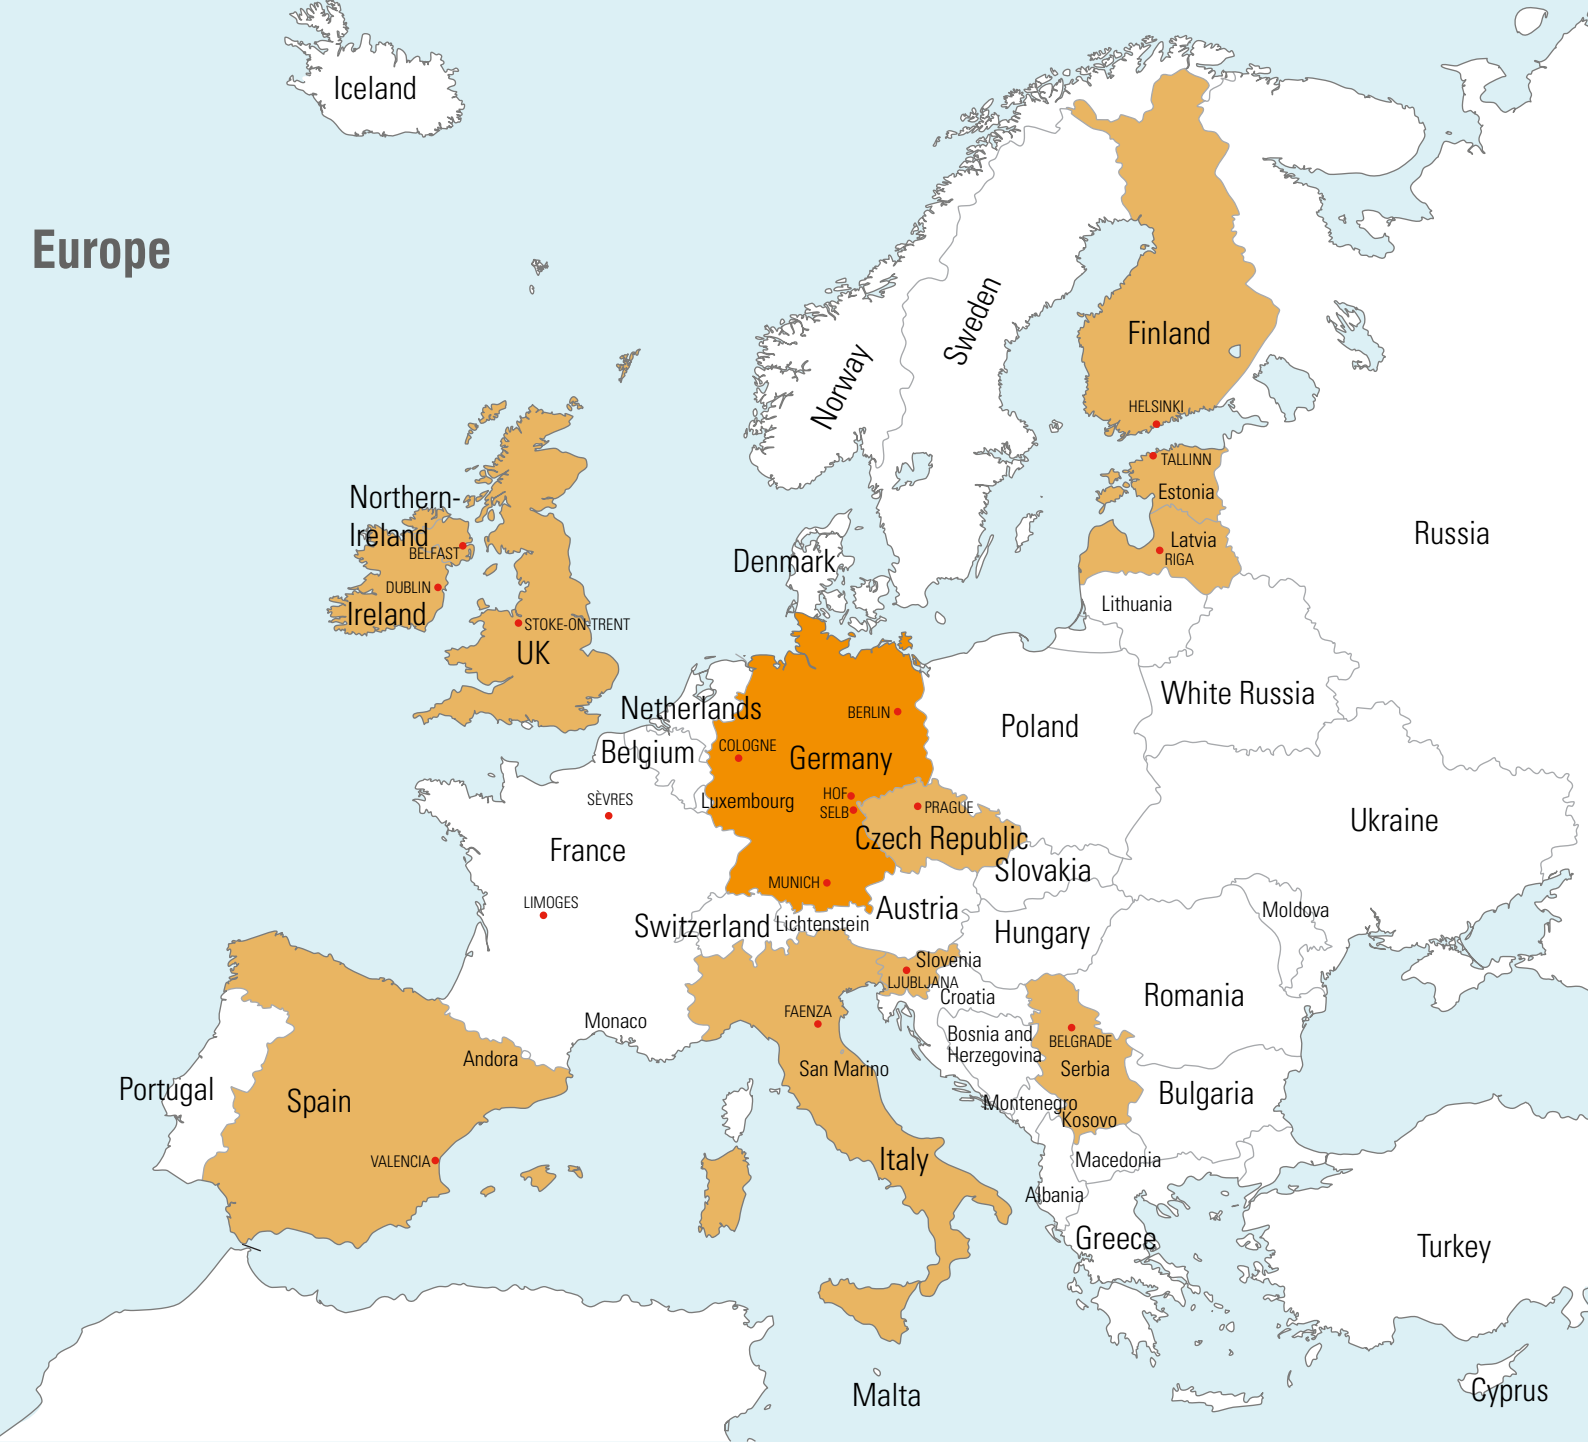 Iceland
Europe
Sweden
Finland
Norway
HELSINKI
TALLINN
Estonia
Northern-
Ireland
BELFAST
Latvia
RIGA
Russia
Denmark
DUBLIN
Ireland
Lithuania
STOKE-ON-TRENT
UK
White Russia
Netherlands
BERLIN
Poland
Belgium
COLOGNE
Germany
Luxembourg
HOF
SELB
PRAGUE
Czech Republic
SÈVRES
France
Ukraine
Slovakia
MUNICH
LIMOGES
Austria
Moldova
Switzerland
Lichtenstein
Hungary
Slovenia
LJUBLJANA
Croatia
Romania
FAENZA
Monaco
Bosnia and
Herzegovina
BELGRADE
Serbia
Andora
San Marino
Portugal
Spain
Montenegro
Kosovo
Bulgaria
VALENCIA
Italy
Macedonia
Albania
Greece
Turkey
Malta
Cyprus